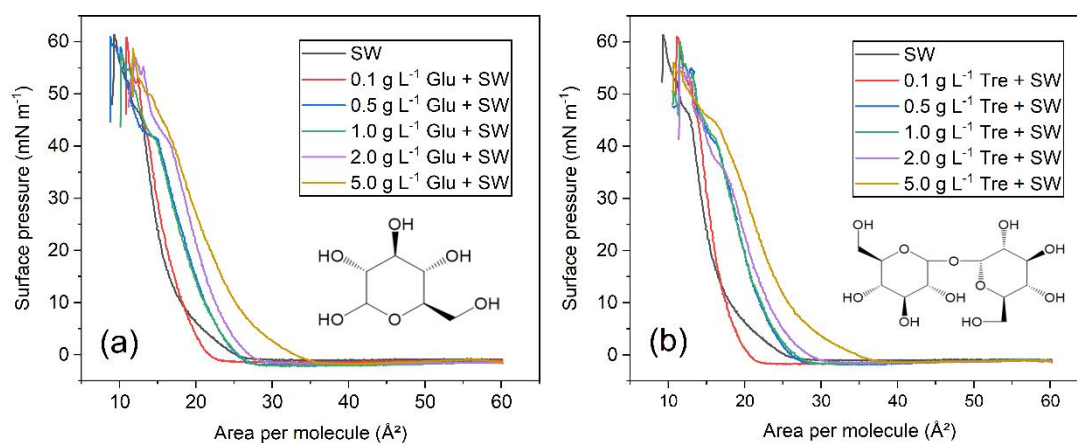 60
50
40
30
20
10
0
Surface pressure (mN m⁻¹)
SW
0.1 g L⁻¹ Glu + SW
0.5 g L⁻¹ Glu + SW
1.0 g L⁻¹ Glu + SW
2.0 g L⁻¹ Glu + SW
5.0 g L⁻¹ Glu + SW
OH
HO
OH
OH
HO
O
(a)
10 20 30 40 50 60
Area per molecule (Å²)
60
50
40
30
20
10
0
Surface pressure (mN m⁻¹)
SW
0.1 g L⁻¹ Tre + SW
0.5 g L⁻¹ Tre + SW
1.0 g L⁻¹ Tre + SW
2.0 g L⁻¹ Tre + SW
5.0 g L⁻¹ Tre + SW
HO
OH
O
O
OH
HO
OH
O
OH
HO
OH
(b)
10 20 30 40 50 60
Area per molecule (Å²)